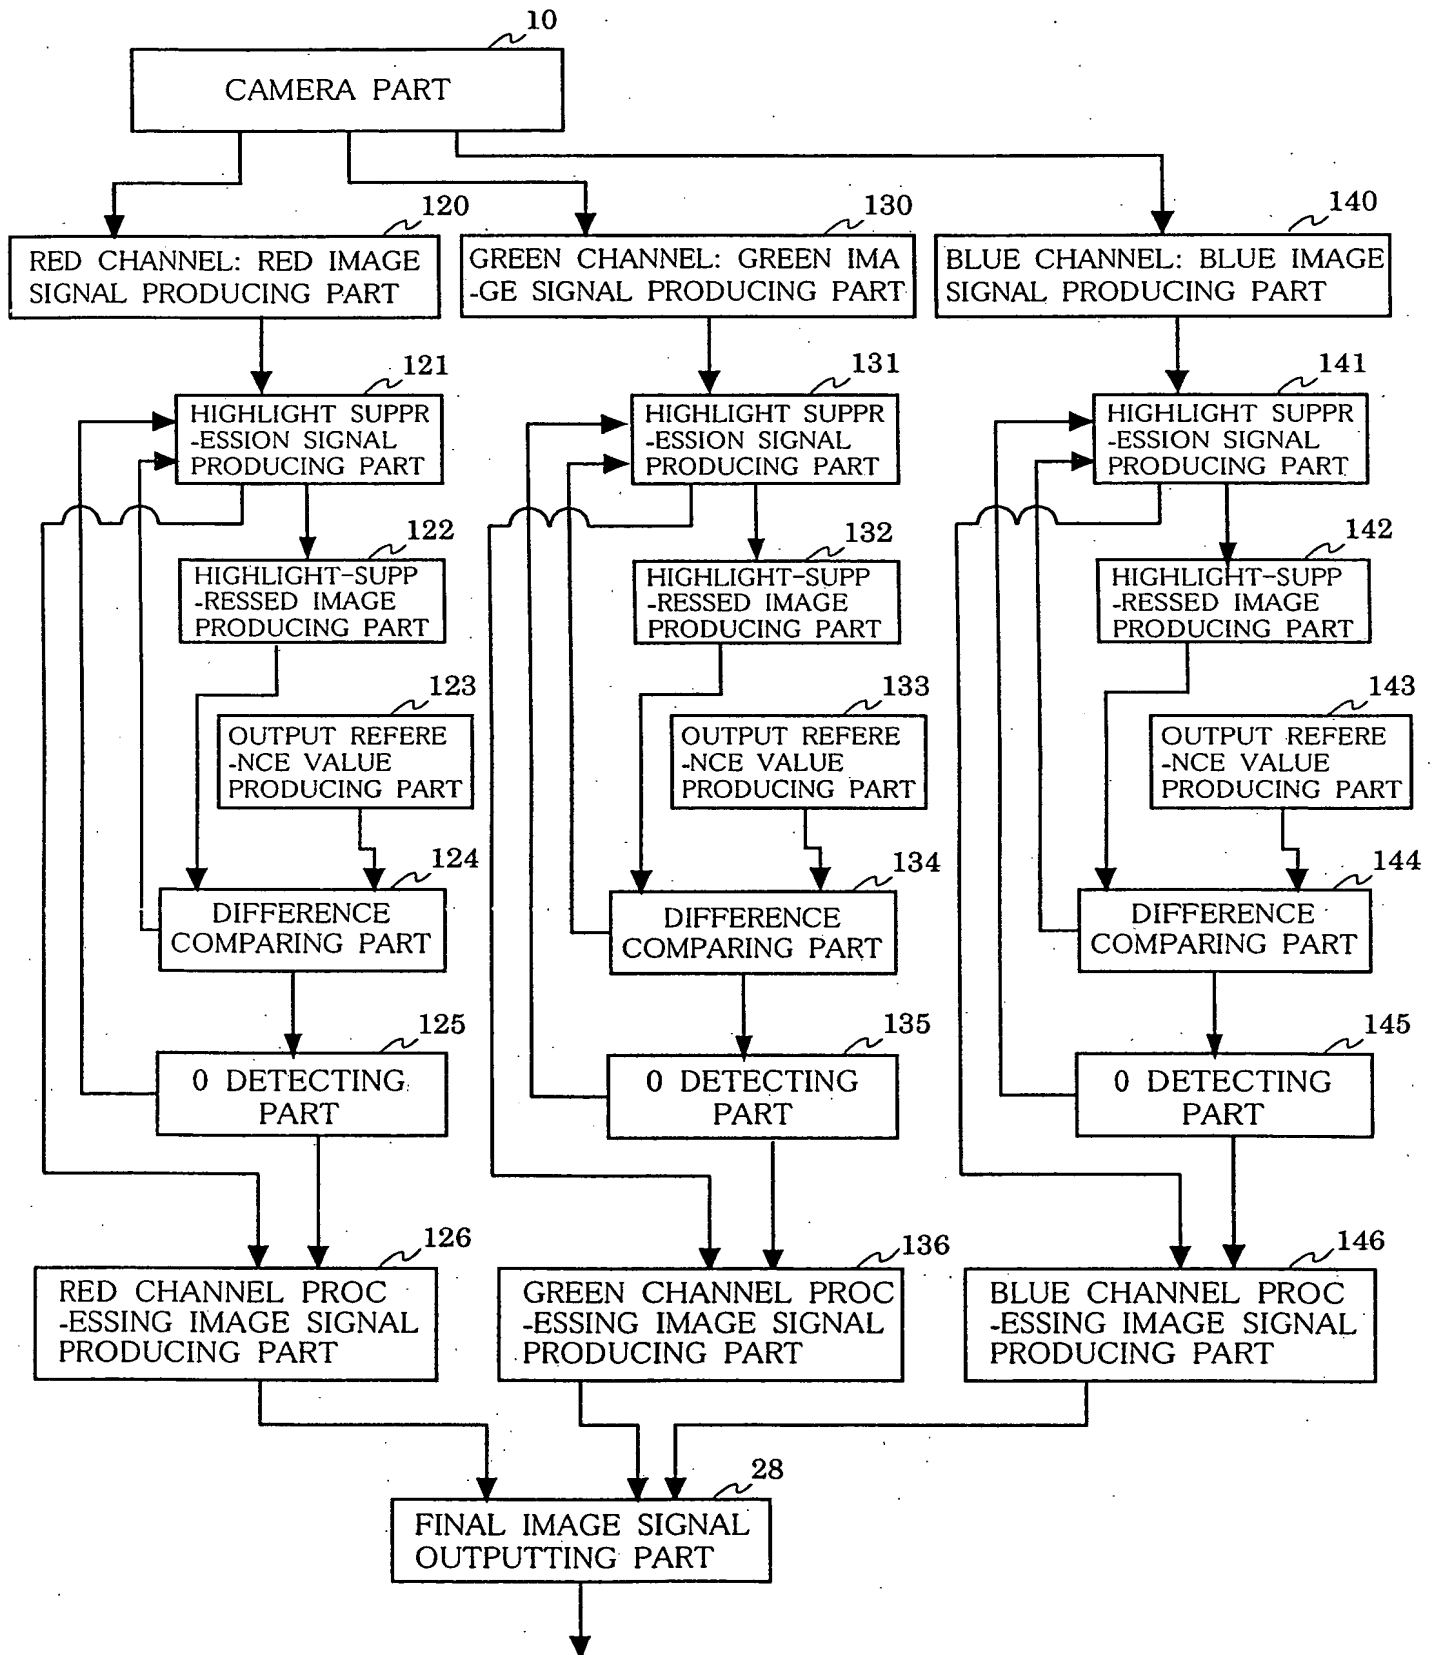 10
CAMERA PART
120
RED CHANNEL: RED IMAGE
SIGNAL PRODUCING PART
130
GREEN CHANNEL: GREEN IMA
-GE SIGNAL PRODUCING PART
140
BLUE CHANNEL: BLUE IMAGE
SIGNAL PRODUCING PART
121
HIGHLIGHT SUPPR
-ESSION SIGNAL
PRODUCING PART
131
HIGHLIGHT SUPPR
-ESSION SIGNAL
PRODUCING PART
141
HIGHLIGHT SUPPR
-ESSION SIGNAL
PRODUCING PART
122
HIGHLIGHT-SUPP
-RESSED IMAGE
PRODUCING PART
132
HIGHLIGHT-SUPP
-RESSED IMAGE
PRODUCING PART
142
HIGHLIGHT-SUPP
-RESSED IMAGE
PRODUCING PART
123
OUTPUT REFERE
-NCE VALUE
PRODUCING PART
133
OUTPUT REFERE
-NCE VALUE
PRODUCING PART
143
OUTPUT REFERE
-NCE VALUE
PRODUCING PART
124
DIFFERENCE
COMPARING PART
134
DIFFERENCE
COMPARING PART
144
DIFFERENCE
COMPARING PART
125
0 DETECTING
PART
135
0 DETECTING
PART
145
0 DETECTING
PART
126
RED CHANNEL PROC
-ESSING IMAGE SIGNAL
PRODUCING PART
136
GREEN CHANNEL PROC
-ESSING IMAGE SIGNAL
PRODUCING PART
146
BLUE CHANNEL PROC
-ESSING IMAGE SIGNAL
PRODUCING PART
28
FINAL IMAGE SIGNAL
OUTPUTTING PART